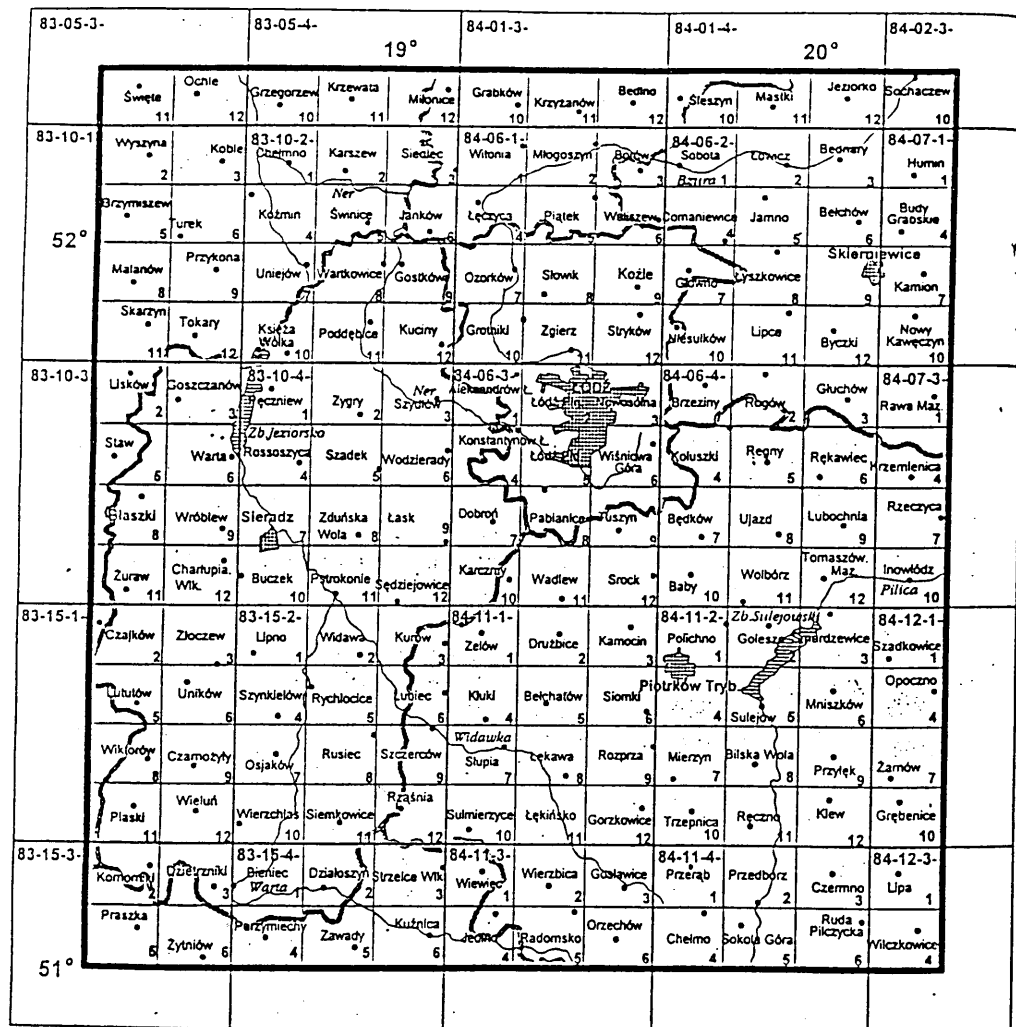 83-05-3- 83-05-4- 84-01-3- 84-01-4- 84-02-3-
19° 20°
Święte Ochle Grzegorzew Krzewata Miłonice Grabków Krzyżanów Bedlno Śleszyn Mastki Jeziorko Sochaczew
11 12 10 11 12 10 11 12 10 11 12 10
83-10-1 83-10-2- 84-06-1- 84-06-2- 84-07-1-
Wyszyna Koble Chełmno Karszew Siedlec Witonia Młogoszyn Borów Sobota Łowicz Bednary Humin
2 3 1 2 3 1 2 3 1 2 3 1
Ner Bzura
Brzymiszew Turek Koźmin Świnice Janków Łęczyca Piątek Waliszew Domaniewice Jamno Bełchów Budy Grabskie
5 6 4 5 6 4 5 6 4 5 6 4
52°
Malanów Przykona Uniejów Wartkowice Gostków Ozorków Słowik Koźle Głowno Łyszkowice Skierniewice Kamion
8 9 7 8 9 7 8 9 7 8 9 7
Skarzyn Tokary Księża Wólka Poddębice Kuciny Grotniki Zgierz Stryków Niesułków Lipce Byczki Nowy Kawęczyn
11 12 10 11 12 10 11 12 10 11 12 10
83-10-3 83-10-4- 84-06-3- 84-06-4- 84-07-3-
Lisków Goszczanów Pęczniew Zygry Szydłów Aleksandrów Ł. ŁÓDŹ Nowosolna Brzeziny Rogów Głuchów Rawa Maz.
2 3 1 2 2 3 1
Ner
Zb.Jeziorsko
Staw Warta Rossoszyca Szadek Wodzierady Konstantynów Ł. Wiśniowa Góra Koluszki Regny Rękawiec Krzemienica
5 6 4 5 6 4 5 6 4 5 6 4
Błaszki Wróblew Sieradz Zduńska Wola Łask Dobroń Pabianice Tuszyn Będków Ujazd Lubochnia Rzeczyca
8 9 7 8 9 7 8 9 7 8 9 7
Żuraw Charłupia. Wlk. Buczek Pstrokonie Sędziejowice Karczmy Wadlew Srock Baby Wolbórz Tomaszów. Maz. Inowłódz
11 12 10 11 12 10 11 12 10 11 12 10
Pilica
83-15-1- 83-15-2- 84-11-1- 84-11-2- Zb.Sulejowski 84-12-1-
Czajków Złoczew Lipno Widawa Kurów Zelów Drużbice Kamocin Polichno Golesze Smardzewice Szadkowice
2 3 1 2 3 1 2 3 1 2 3 1
Piotrków Tryb.
Lututów Uników Szynkielów Rychłocice Łubiec Kluki Bełchatów Siomki Sulejów Mniszków Opoczno
5 6 4 5 6 4 5 6 4 5 6 4
Widawka
Wiktorów Czarnożyły Osjaków Rusiec Szczerców Słupia Łękawa Rozprza Mierzyn Bilska Wola Przyłęk Żarnów
8 9 7 8 9 7 8 9 7 8 9 7
Plaski Wieluń Wierzchlas Siemkowice Rząśnia Sulmierzyce Łękińsko Gorzkowice Trzepnica Ręczno Klew Grębenice
11 12 10 11 12 10 11 12 10 11 12 10
83-15-3- 83-15-4- 84-11-3- 84-11-4- 84-12-3-
Komorniki Dzietrzniki Bieniec Działoszyn Strzelce Wlk. Wiewiec Wierzbica Gosławice Przerąb Przedbórz Czermno Lipa
2 3 1 2 3 1 2 3 1 2 3 1
Warta
Praszka Żytniów Parzymiechy Zawady Kuźnica Jedlno Radomsko Orzechów Chełmo Sokola Góra Ruda Pilczycka Wilczkowice
5 6 4 5 6 4 5 6 4 5 6 4
51°